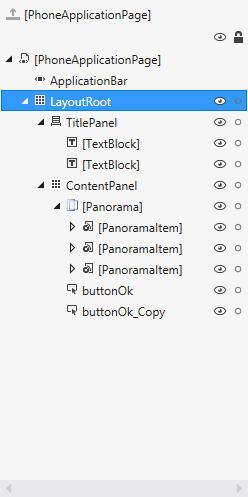 [PhoneApplicationPage]
[PhoneApplicationPage]
ApplicationBar
LayoutRoot
TitlePanel
[TextBlock]
[TextBlock]
ContentPanel
[Panorama]
[PanoramaItem]
[PanoramaItem]
[PanoramaItem]
buttonOk
buttonOk_Copy